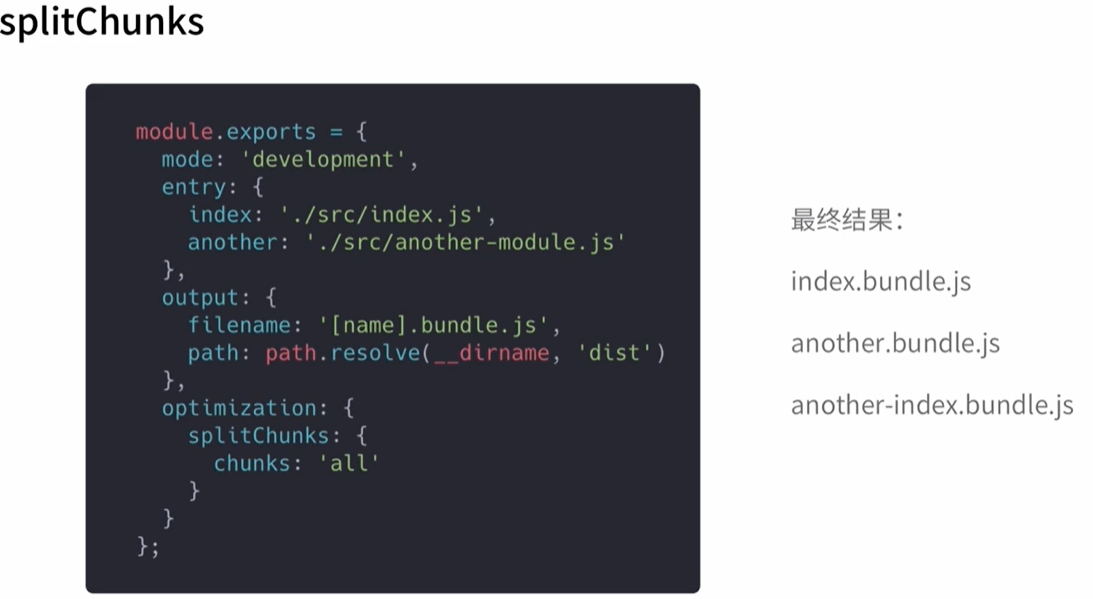 splitChunks
module.exports = {
  mode: 'development',
  entry: {
    index: './src/index.js',
    another: './src/another-module.js'
  },
  output: {
    filename: '[name].bundle.js',
    path: path.resolve(__dirname, 'dist')
  },
  optimization: {
    splitChunks: {
      chunks: 'all'
    }
  }
};
最终结果：
index.bundle.js
another.bundle.js
another-index.bundle.js